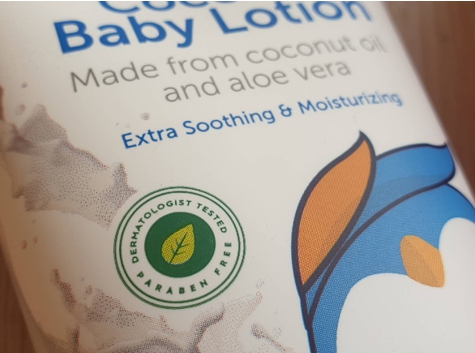 Baby Lotion
Made from coconut oil
and aloe vera
Extra Soothing & Moisturizing
DERMATOLOGIST TESTED
PARABEN FREE